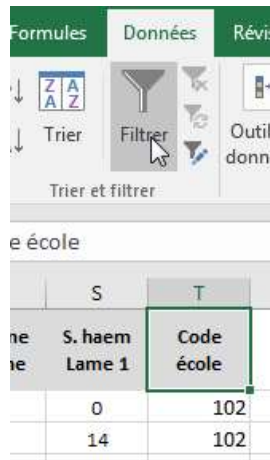 Formules Données Révis
Z A
A Z
Trier Filtrer Outil
donn
Trier et filtrer
e école
S T
ne S. haem Code
ne Lame 1 école
0 102
14 102